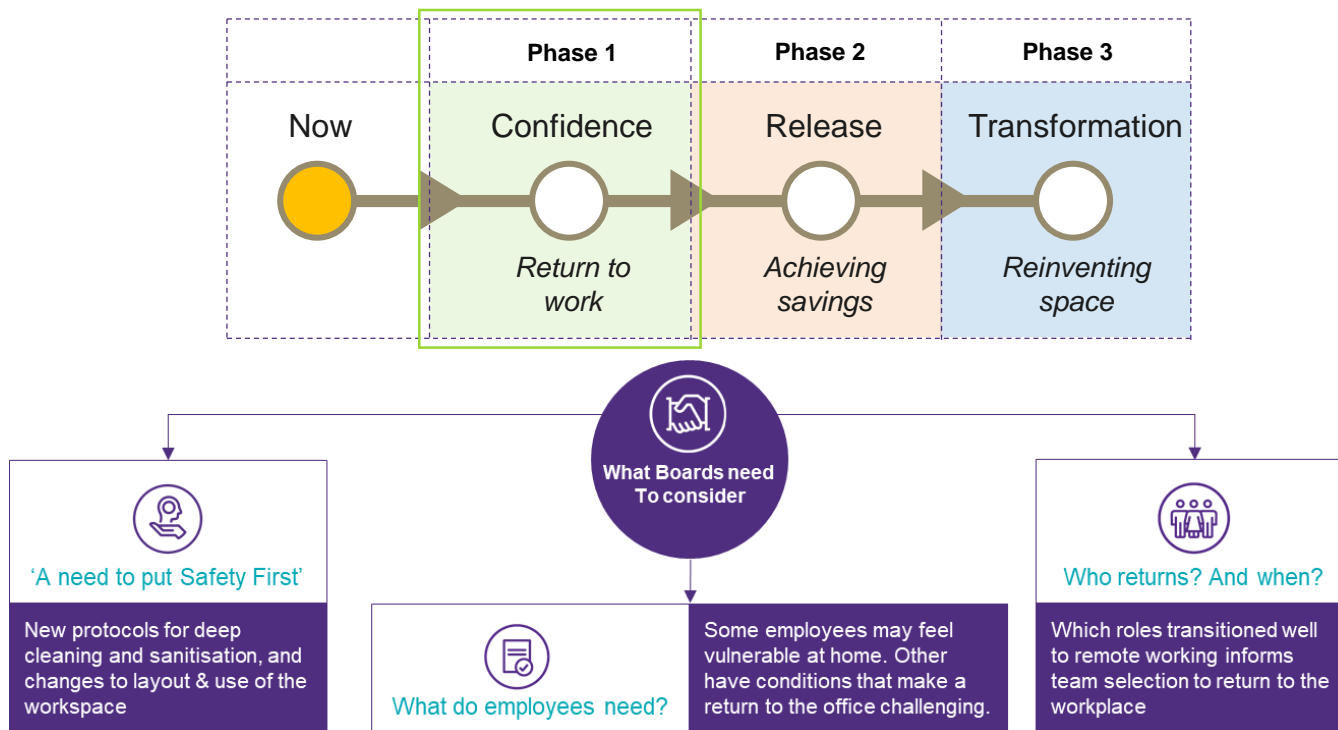 Phase 1
Phase 2
Phase 3
Now
Confidence
Release
Transformation
Return to
work
Achieving
savings
Reinventing
space
What Boards need
To consider
‘A need to put Safety First’
New protocols for deep
cleaning and sanitisation, and
changes to layout & use of the
workspace
What do employees need?
Some employees may feel
vulnerable at home. Other
have conditions that make a
return to the office challenging.
Who returns? And when?
Which roles transitioned well
to remote working informs
team selection to return to the
workplace